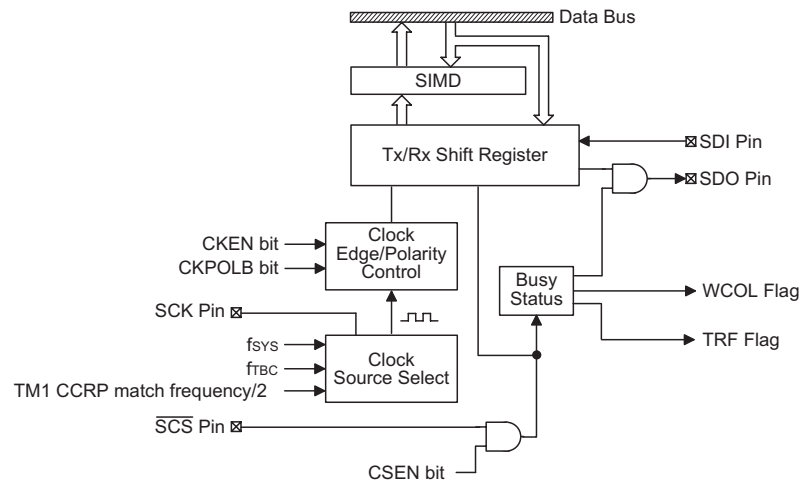 Data Bus
SIMD
Tx/Rx Shift Register
SDI Pin
SDO Pin
CKEN bit
CKPOLB bit
Clock
Edge/Polarity
Control
Busy
Status
WCOL Flag
TRF Flag
SCK Pin
fSYS
fTBC
TM1 CCRP match frequency/2
Clock
Source Select
SCS Pin
CSEN bit